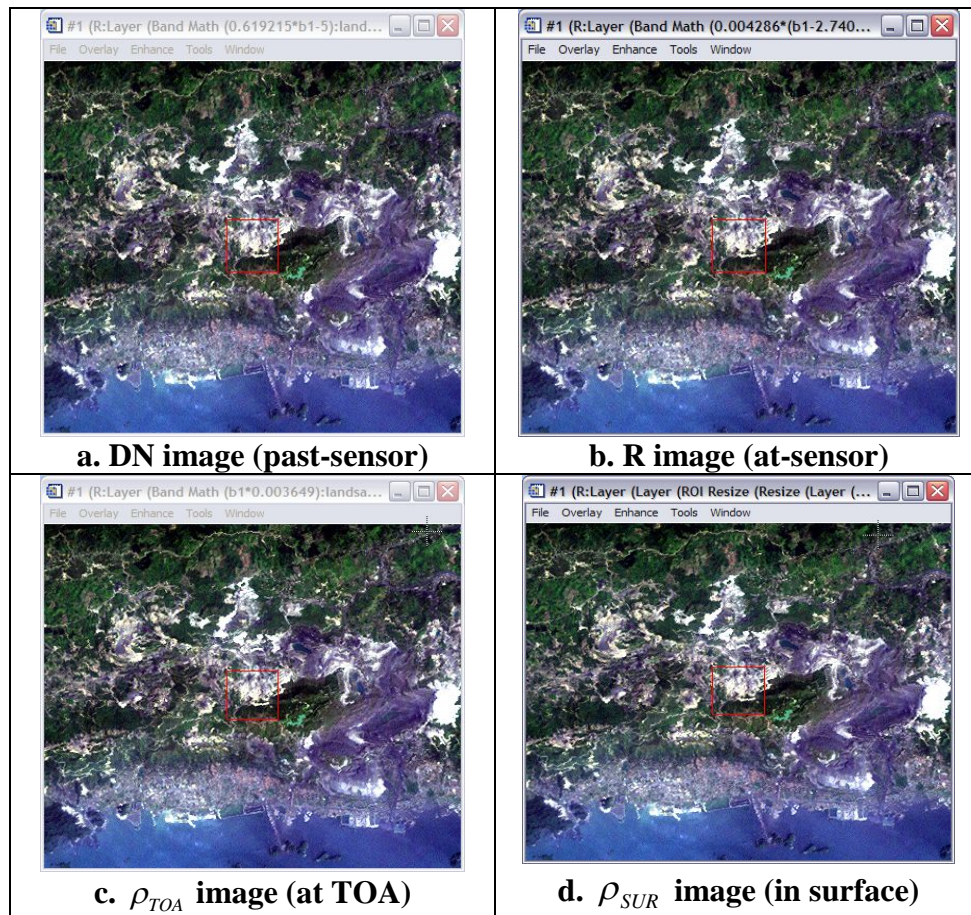 #1 (R:Layer (Band Math (0.619215*b1-5):land...
File Overlay Enhance Tools Window
a. DN image (past-sensor)
#1 (R:Layer (Band Math (0.004286*(b1-2.740...
File Overlay Enhance Tools Window
b. R image (at-sensor)
#1 (R:Layer (Band Math (b1*0.003649):landsa...
File Overlay Enhance Tools Window
c. ρTOA image (at TOA)
#1 (R:Layer (Layer (ROI Resize (Resize (Layer (...
File Overlay Enhance Tools Window
d. ρSUR image (in surface)